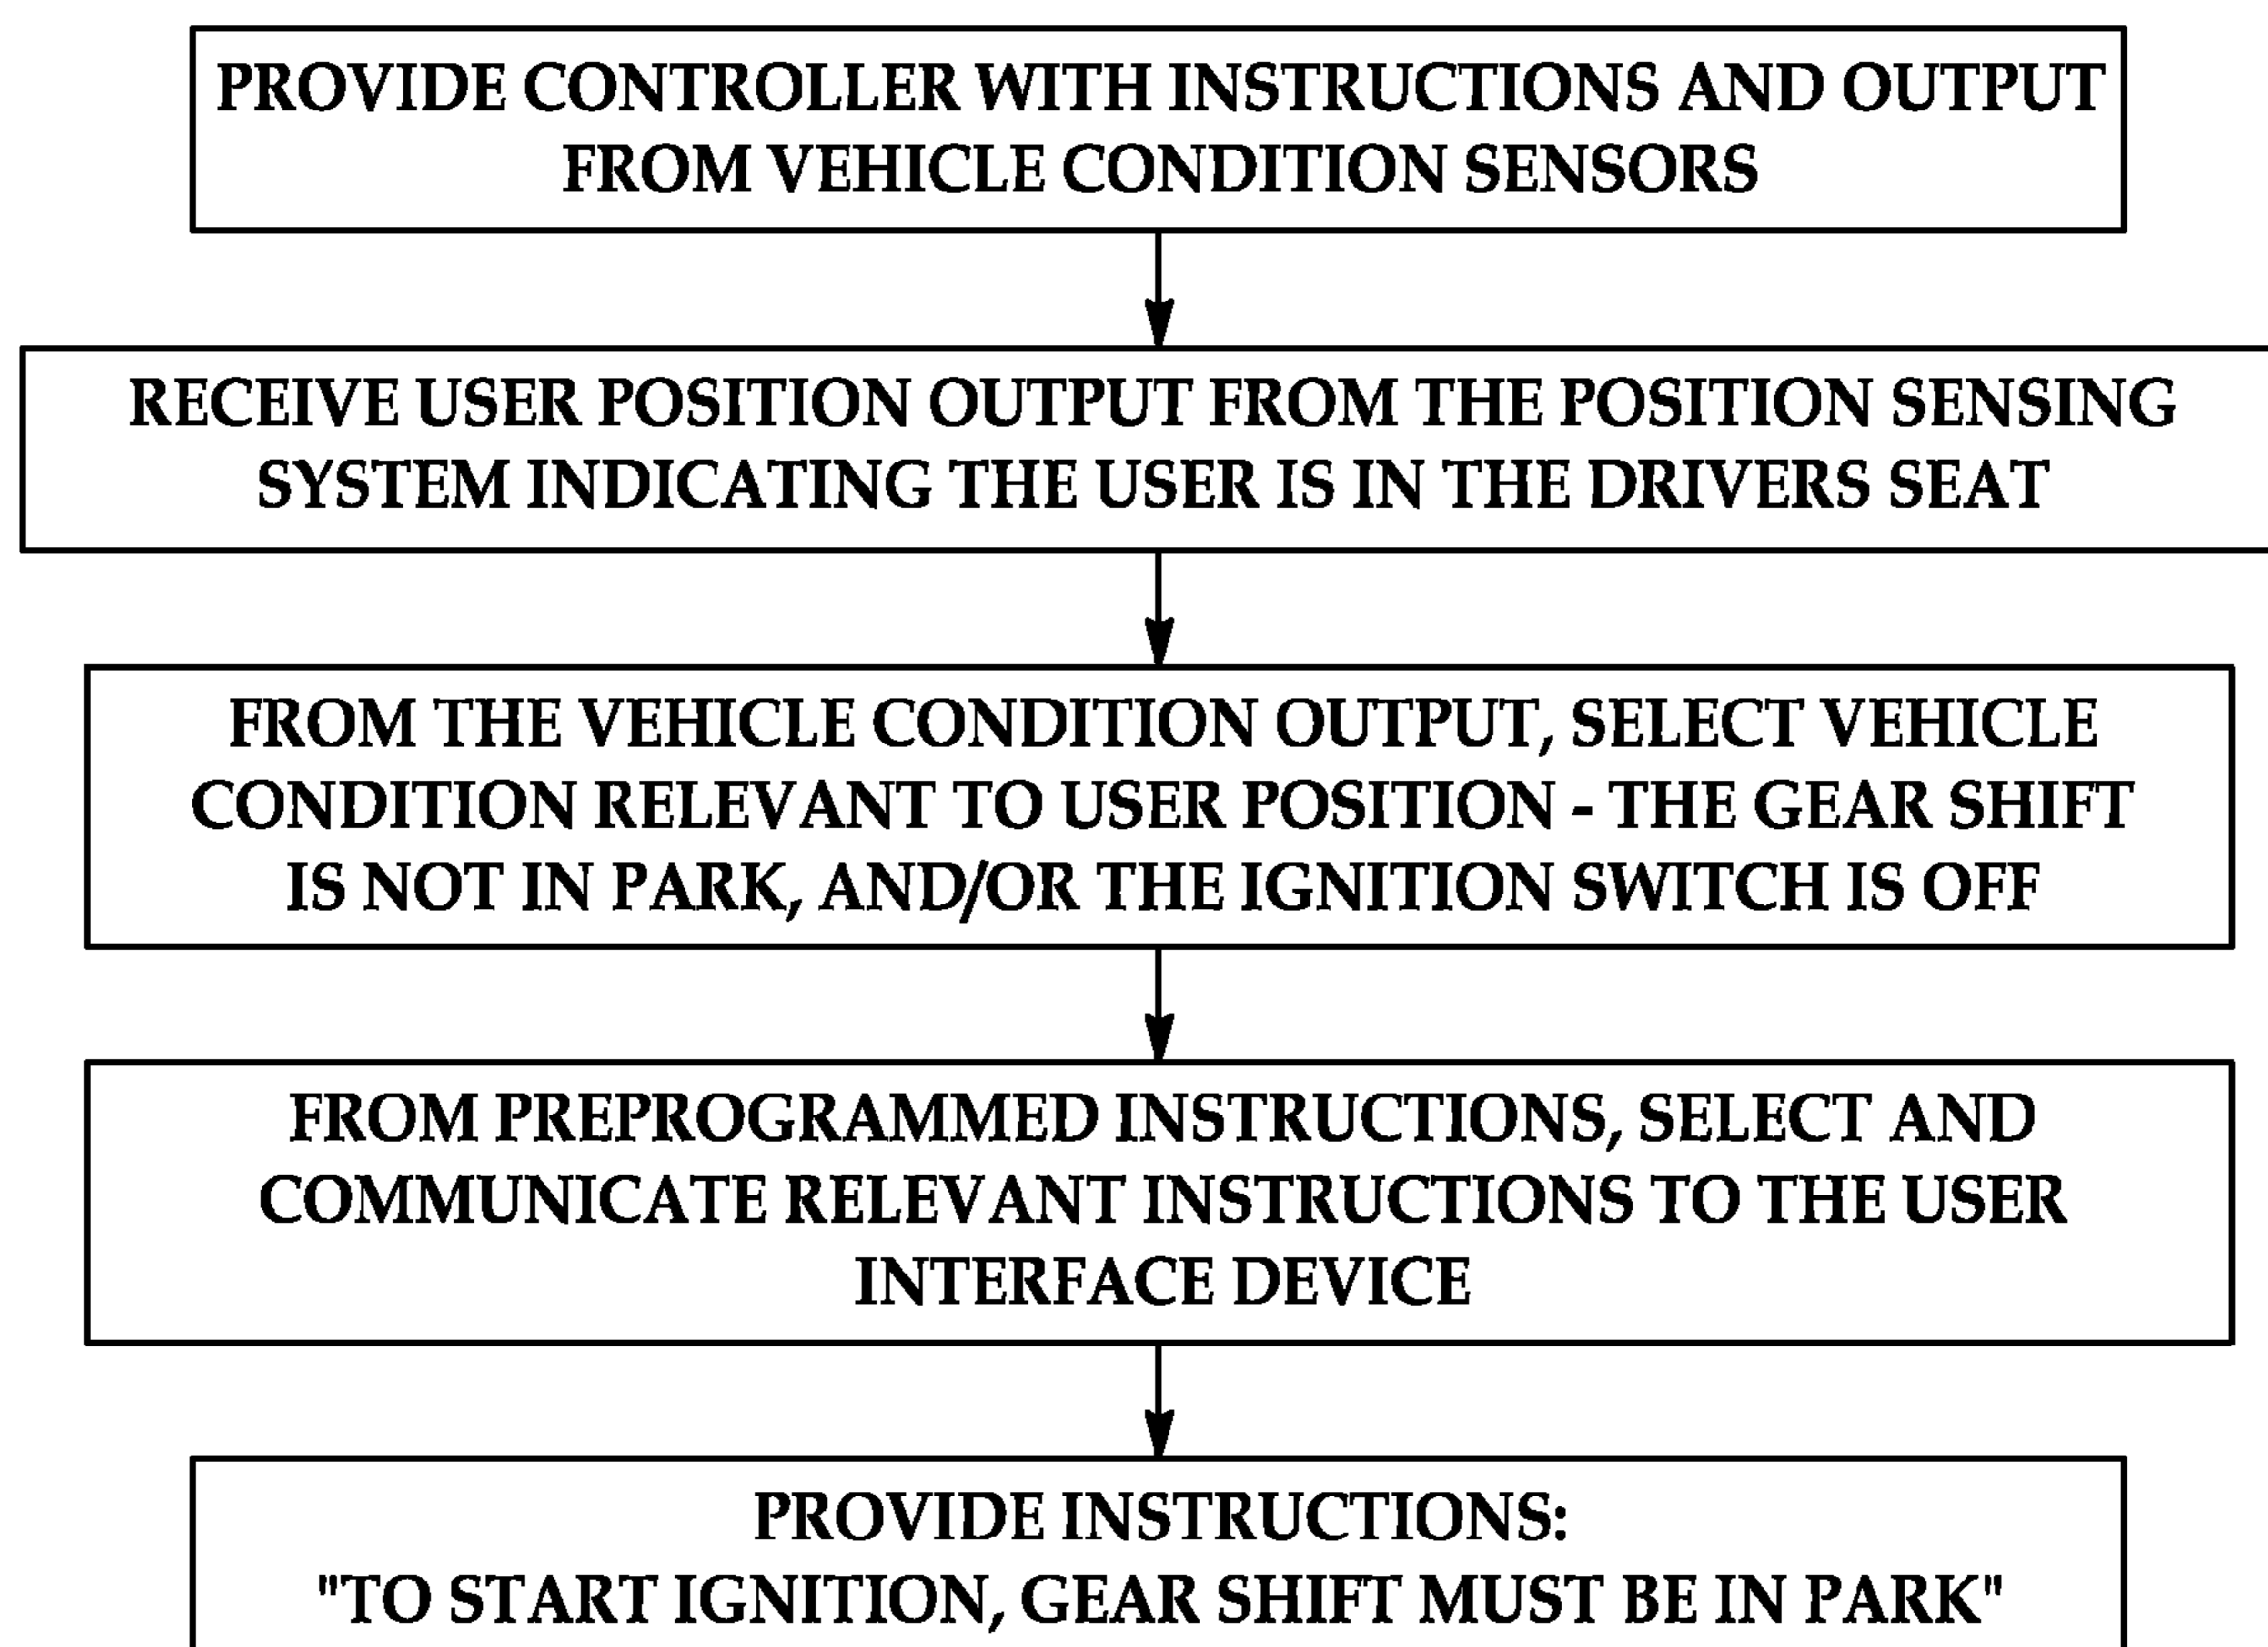 PROVIDE CONTROLLER WITH INSTRUCTIONS AND OUTPUT
FROM VEHICLE CONDITION SENSORS
RECEIVE USER POSITION OUTPUT FROM THE POSITION SENSING
SYSTEM INDICATING THE USER IS IN THE DRIVERS SEAT
FROM THE VEHICLE CONDITION OUTPUT, SELECT VEHICLE
CONDITION RELEVANT TO USER POSITION - THE GEAR SHIFT
IS NOT IN PARK, AND/OR THE IGNITION SWITCH IS OFF
FROM PREPROGRAMMED INSTRUCTIONS, SELECT AND
COMMUNICATE RELEVANT INSTRUCTIONS TO THE USER
INTERFACE DEVICE
PROVIDE INSTRUCTIONS:
"TO START IGNITION, GEAR SHIFT MUST BE IN PARK"